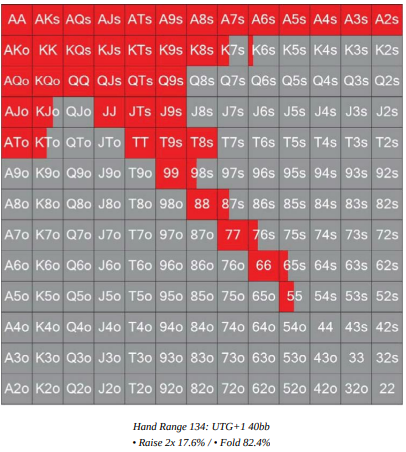 AA AKs AQs AJs ATs A9s A8s A7s A6s A5s A4s A3s A2s
AKo KK KQs KJs KTs K9s K8s K7s K6s K5s K4s K3s K2s
AQo KQo QQ QJs QTs Q9s Q8s Q7s Q6s Q5s Q4s Q3s Q2s
AJo KJo QJo JJ JTs J9s J8s J7s J6s J5s J4s J3s J2s
ATo KTo QTo JTo TT T9s T8s T7s T6s T5s T4s T3s T2s
A9o K9o Q9o J9o T9o 99 98s 97s 96s 95s 94s 93s 92s
A8o K8o Q8o J8o T8o 98o 88 87s 86s 85s 84s 83s 82s
A7o K7o Q7o J7o T7o 97o 87o 77 76s 75s 74s 73s 72s
A6o K6o Q6o J6o T6o 96o 86o 76o 66 65s 64s 63s 62s
A5o K5o Q5o J5o T5o 95o 85o 75o 65o 55 54s 53s 52s
A4o K4o Q4o J4o T4o 94o 84o 74o 64o 54o 44 43s 42s
A3o K3o Q3o J3o T3o 93o 83o 73o 63o 53o 43o 33 32s
A2o K2o Q2o J2o T2o 92o 82o 72o 62o 52o 42o 32o 22
Hand Range 134: UTG+1 40bb
• Raise 2x 17.6% / • Fold 82.4%